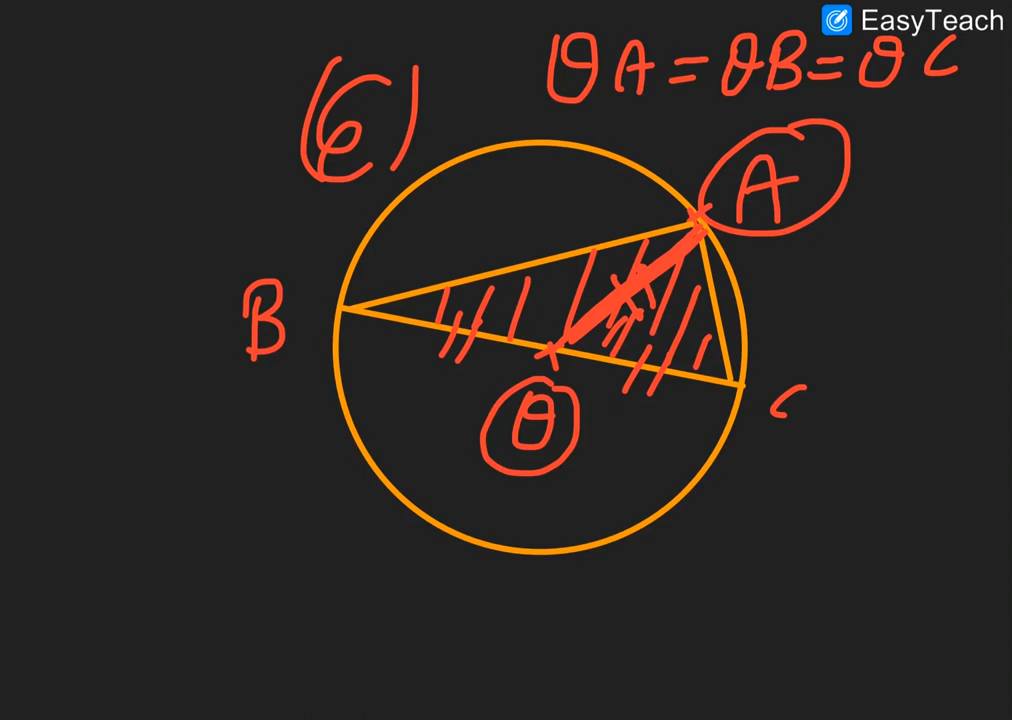 EasyTeach
OA = OB = OC
(C)
A
B
C
O